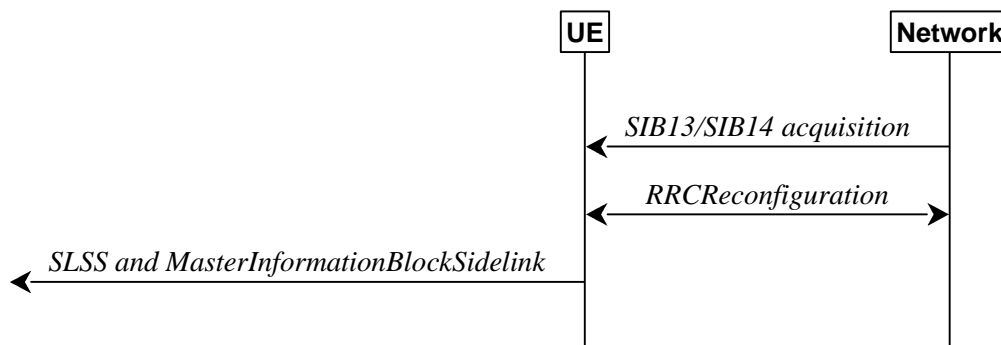 UE
Network
SIB13/SIB14 acquisition
RRCReconfiguration
SLSS and MasterInformationBlockSidelink